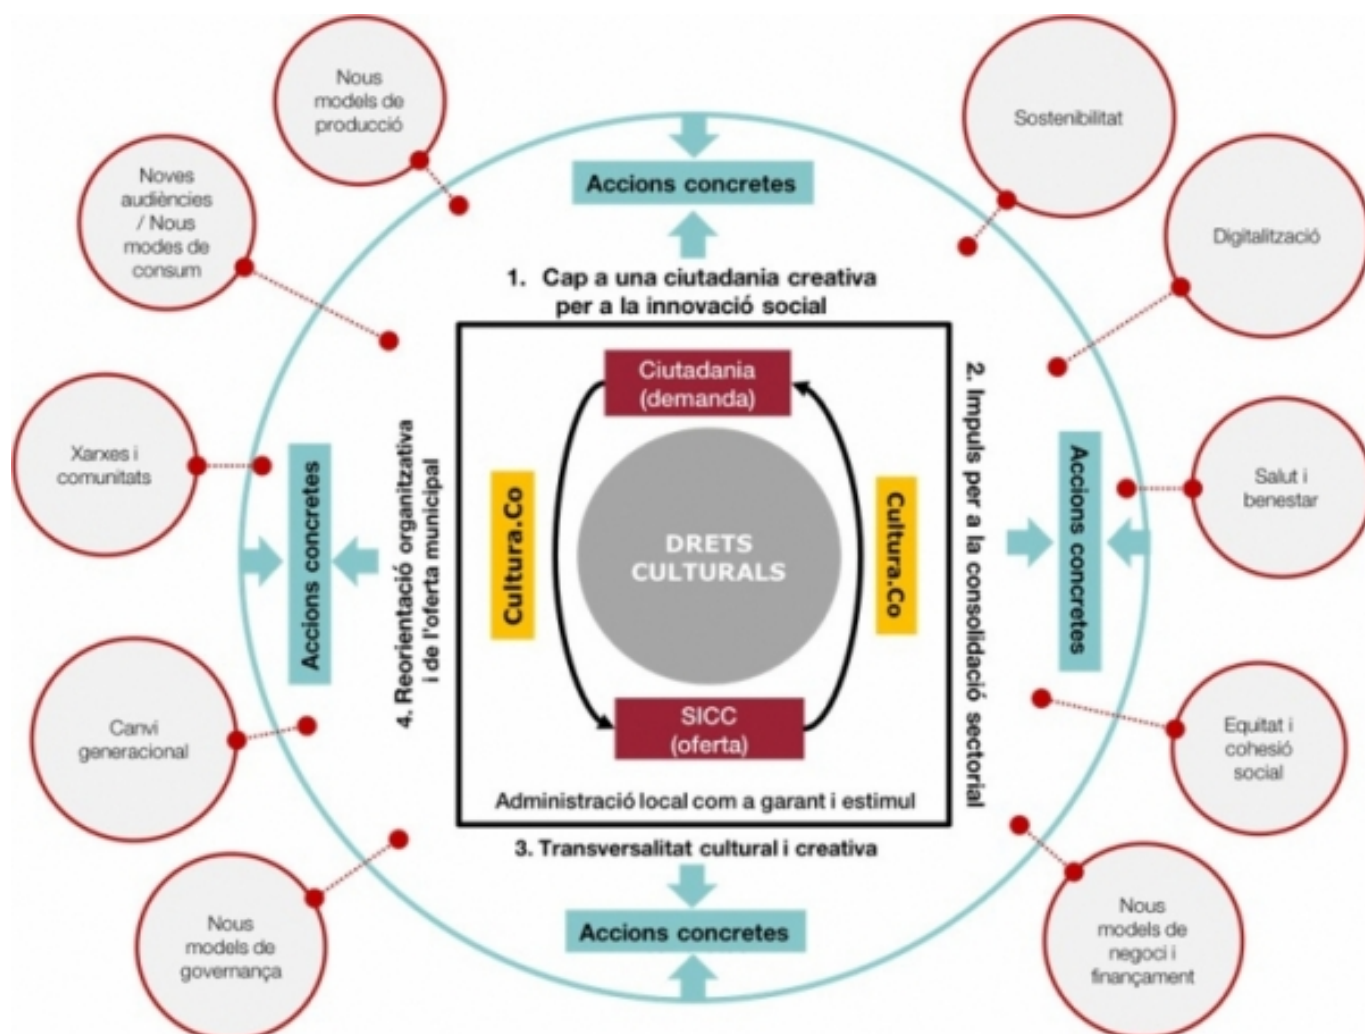 Nous
models de
producció
Sostenibilitat
Noves
audiències
/ Nous
modes de
consum
Accions concretes
Digitalització
1. Cap a una ciutadania creativa
per a la innovació social
Ciutadania
(demanda)
Xarxes i
comunitats
Accions concretes
4. Reorientació organitzativa
i de l'oferta municipal
Cultura.Co
DRETS
CULTURALS
Cultura.Co
2. Impuls per a la consolidació sectorial
Accions concretes
Salut i
benestar
SICC
(oferta)
Canvi
generacional
Equitat i
cohesió
social
Administració local com a garant i estimul
3. Transversalitat cultural i creativa
Accions concretes
Nous
models de
governança
Nous
models de
negoci i
finançament